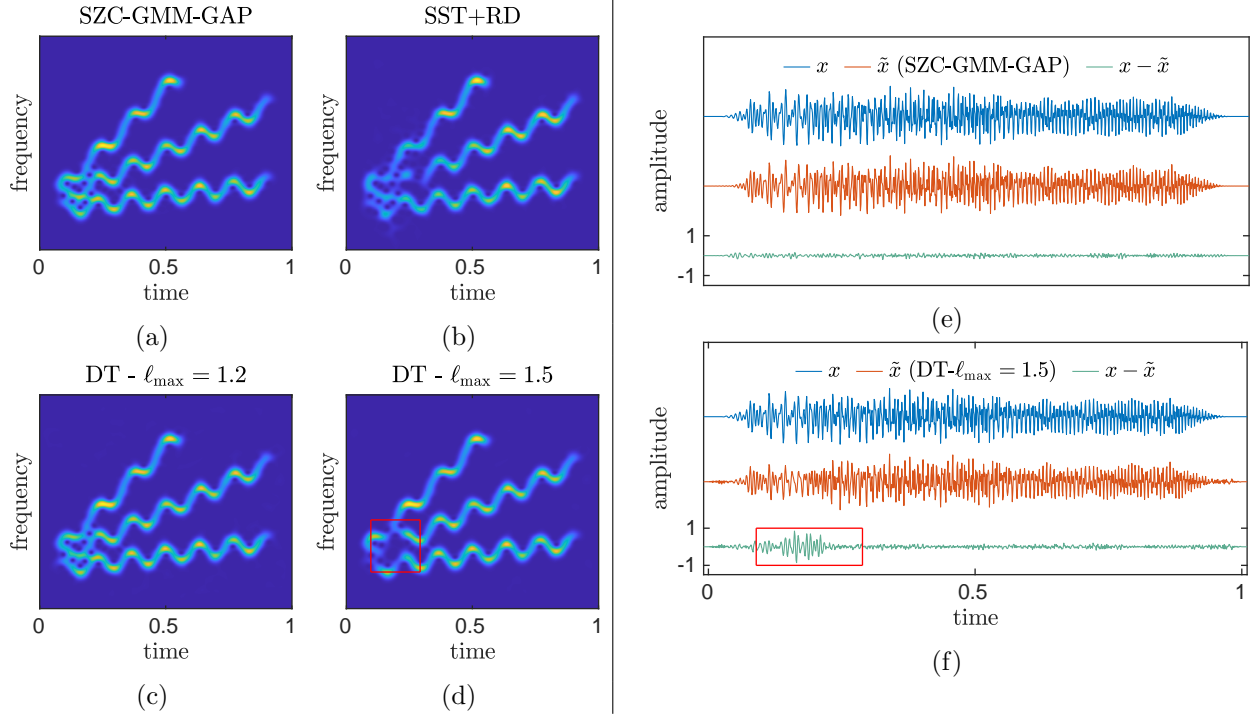 SZC-GMM-GAP
frequency
0 0.5 1
time
(a)
SST+RD
frequency
0 0.5 1
time
(b)
DT - ℓmax = 1.2
frequency
0 0.5 1
time
(c)
DT - ℓmax = 1.5
frequency
0 0.5 1
time
(d)
x x̃ (SZC-GMM-GAP) x − x̃
amplitude
1
-1
(e)
x x̃ (DT-ℓmax = 1.5) x − x̃
amplitude
1
-1
0 0.5 1
time
(f)